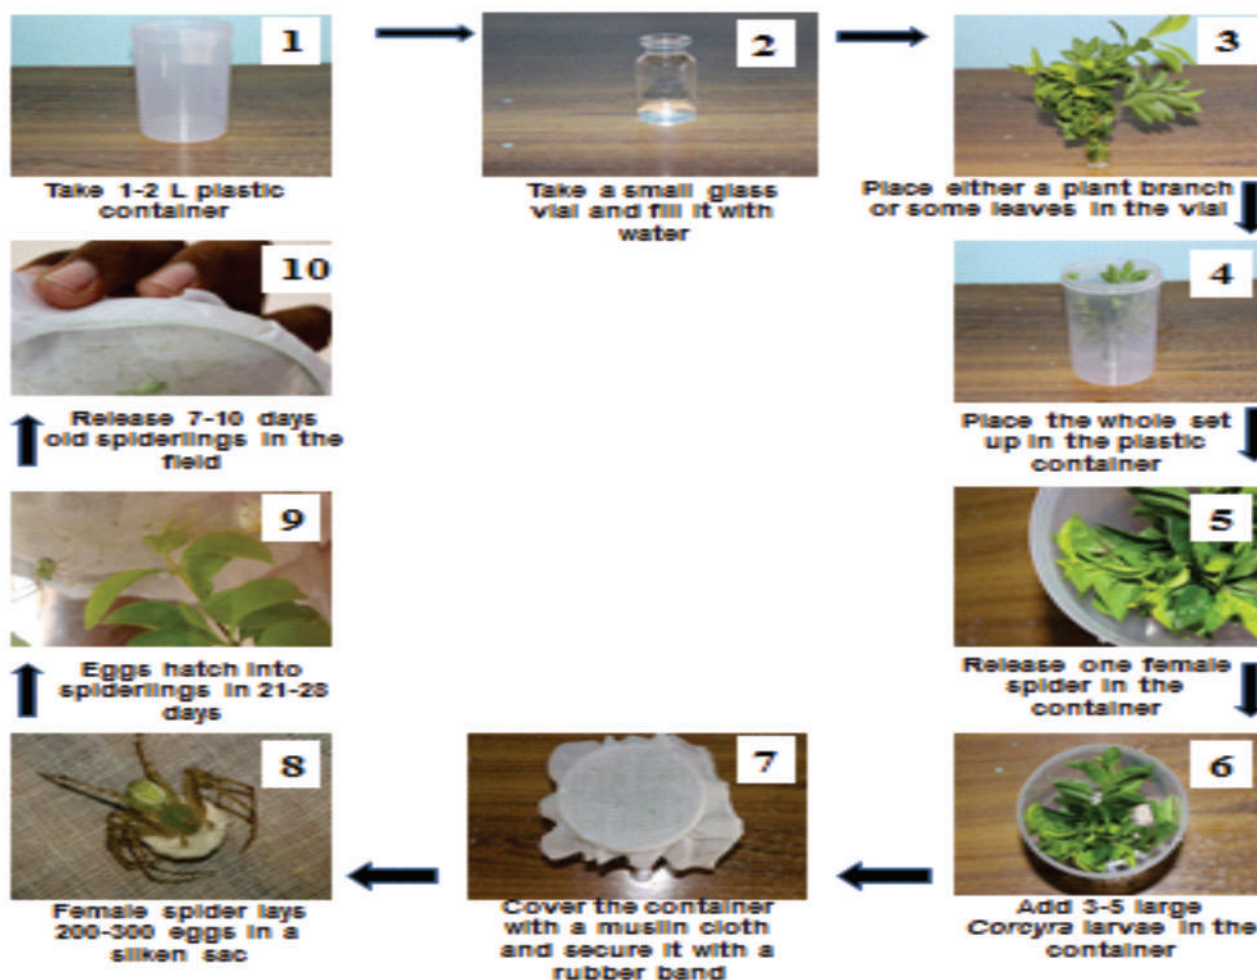 1
Take 1-2 L plastic
container
2
Take a small glass
vial and fill it with
water
3
Place either a plant branch
or some leaves in the vial
4
Place the whole set
up in the plastic
container
5
Release one female
spider in the
container
6
Add 3-5 large
Corcyra larvae in the
container
7
Cover the container
with a muslin cloth
and secure it with a
rubber band
8
Female spider lays
200-300 eggs in a
silken sac
9
Eggs hatch into
spiderlings in 21-28
days
10
Release 7-10 days
old spiderlings in the
field